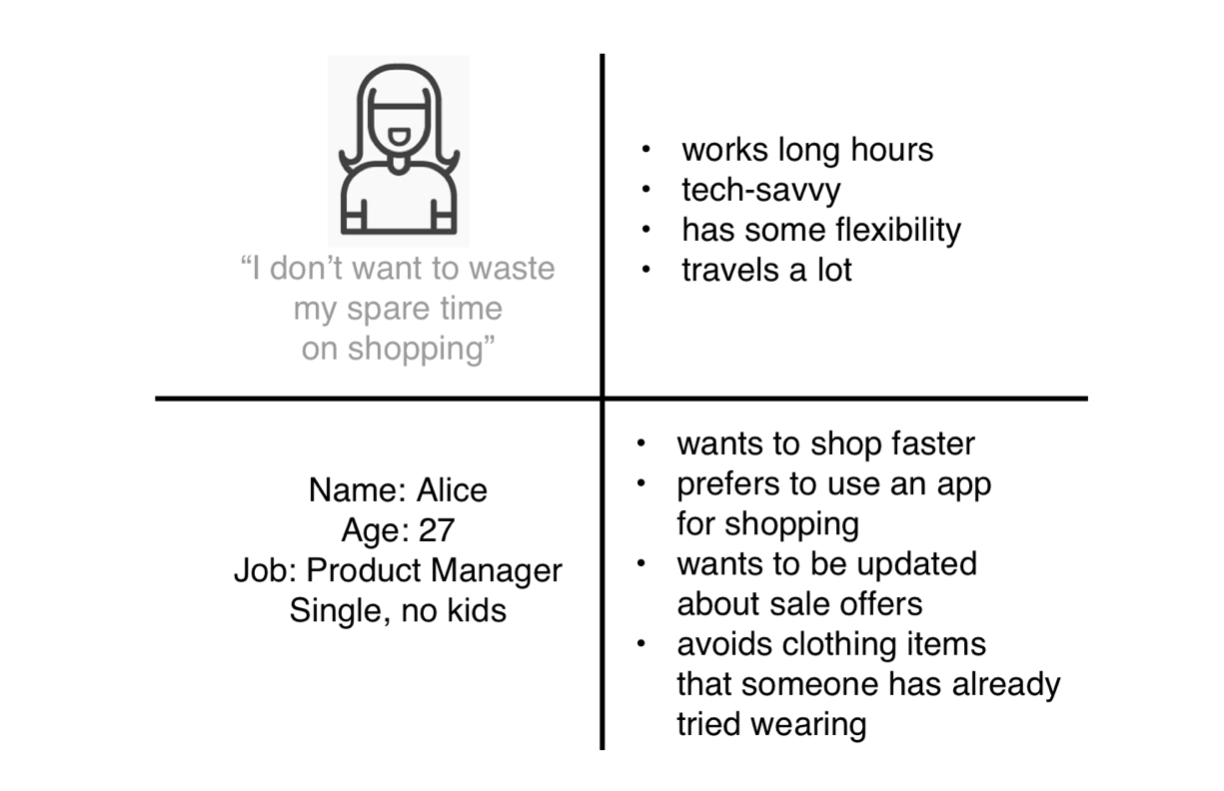 “I don’t want to waste
my spare time
on shopping”
• works long hours
• tech-savvy
• has some flexibility
• travels a lot
Name: Alice
Age: 27
Job: Product Manager
Single, no kids
• wants to shop faster
• prefers to use an app
for shopping
• wants to be updated
about sale offers
• avoids clothing items
that someone has already
tried wearing